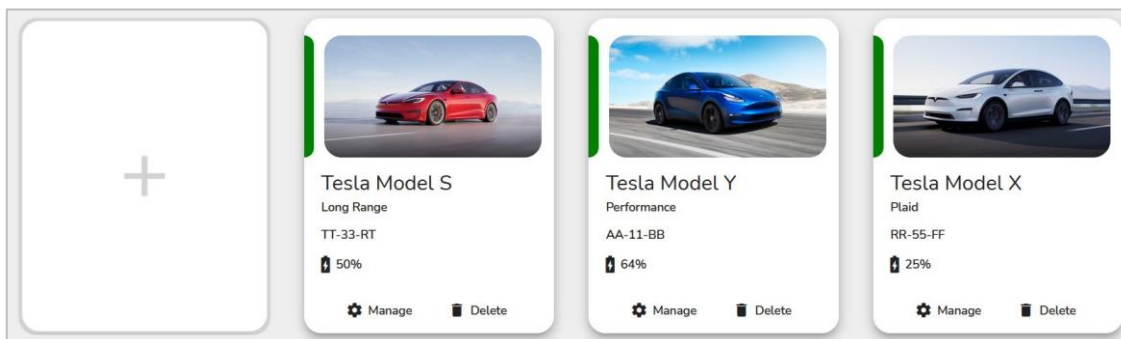 Tesla Model S
Long Range
TT-33-RT
50%
Manage Delete
Tesla Model Y
Performance
AA-11-BB
64%
Manage Delete
Tesla Model X
Plaid
RR-55-FF
25%
Manage Delete